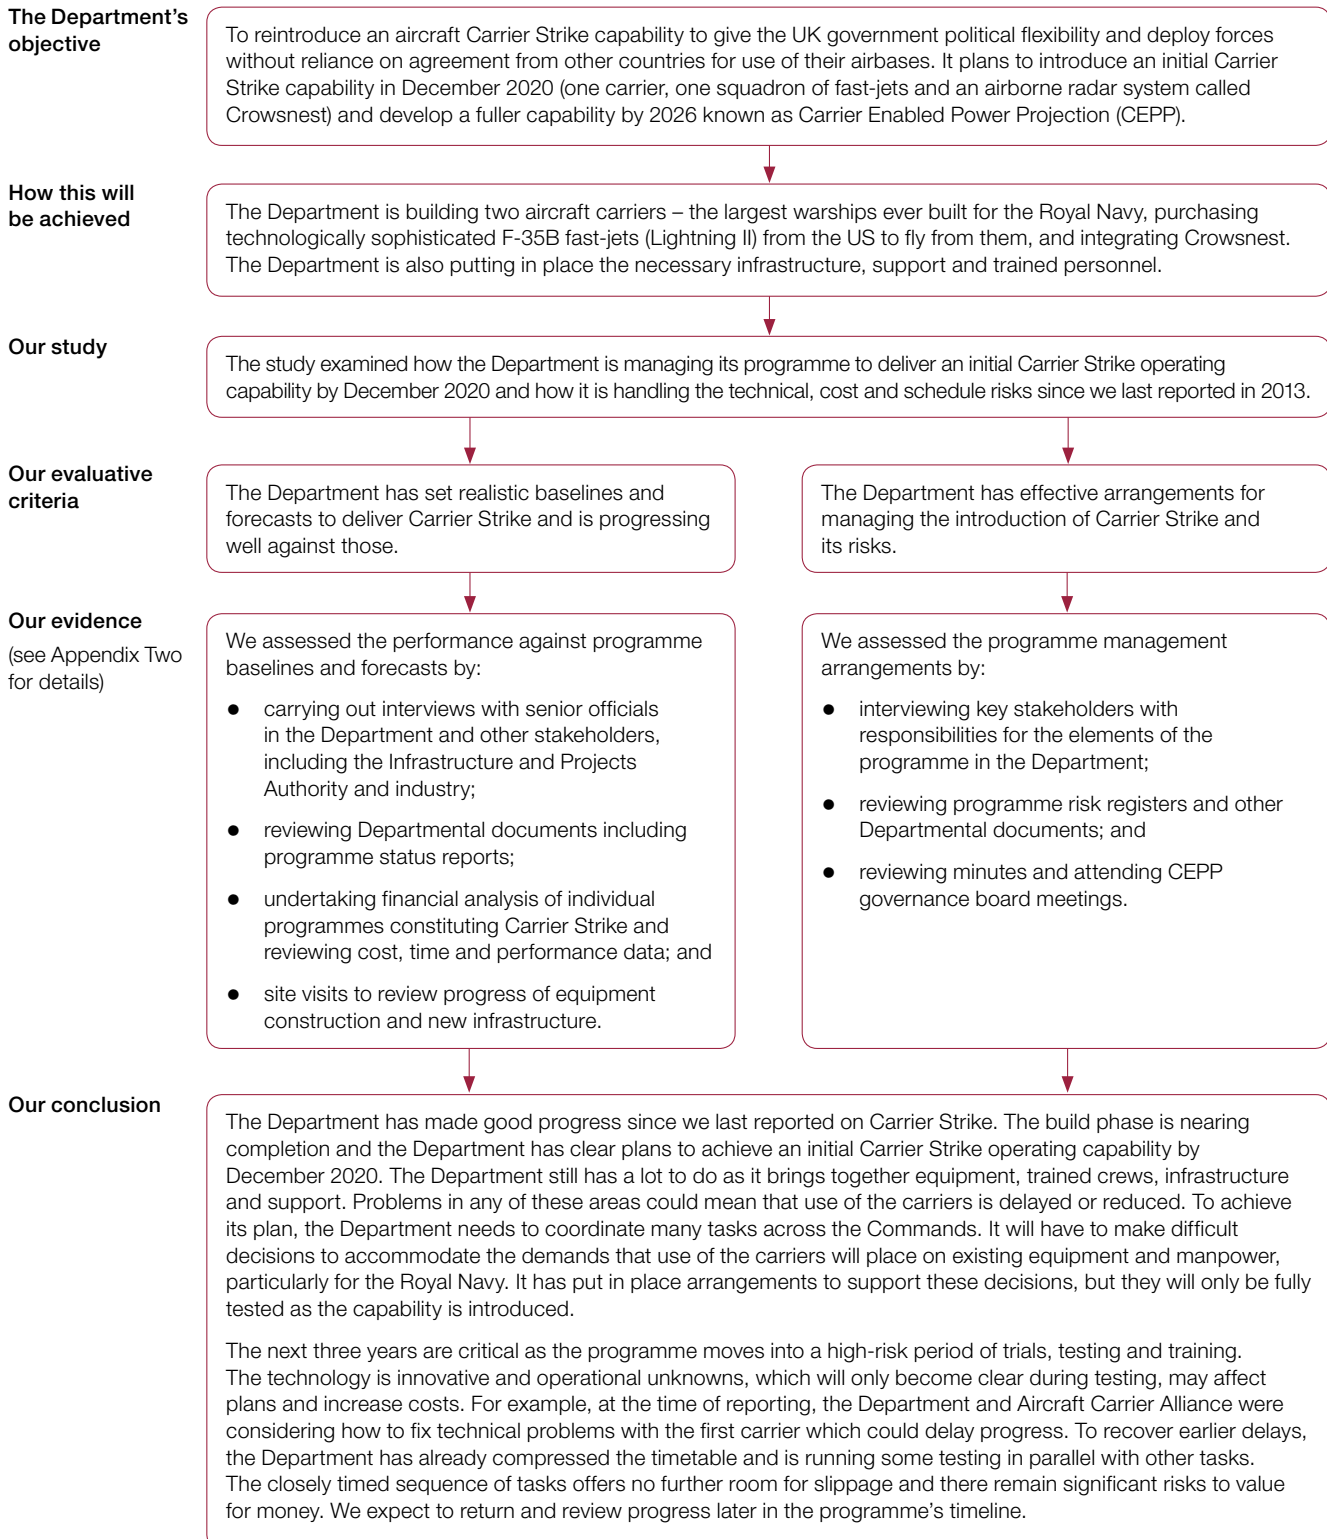 The Department's
objective
To reintroduce an aircraft Carrier Strike capability to give the UK government political flexibility and deploy forces
without reliance on agreement from other countries for use of their airbases. It plans to introduce an initial Carrier
Strike capability in December 2020 (one carrier, one squadron of fast-jets and an airborne radar system called
Crowsnest) and develop a fuller capability by 2026 known as Carrier Enabled Power Projection (CEPP).
How this will
be achieved
The Department is building two aircraft carriers – the largest warships ever built for the Royal Navy, purchasing
technologically sophisticated F-35B fast-jets (Lightning II) from the US to fly from them, and integrating Crowsnest.
The Department is also putting in place the necessary infrastructure, support and trained personnel.
Our study
The study examined how the Department is managing its programme to deliver an initial Carrier Strike operating
capability by December 2020 and how it is handling the technical, cost and schedule risks since we last reported in 2013.
Our evaluative
criteria
The Department has set realistic baselines and
forecasts to deliver Carrier Strike and is progressing
well against those.
The Department has effective arrangements for
managing the introduction of Carrier Strike and
its risks.
Our evidence
(see Appendix Two
for details)
We assessed the performance against programme
baselines and forecasts by:
● carrying out interviews with senior officials
in the Department and other stakeholders,
including the Infrastructure and Projects
Authority and industry;
● reviewing Departmental documents including
programme status reports;
● undertaking financial analysis of individual
programmes constituting Carrier Strike and
reviewing cost, time and performance data; and
● site visits to review progress of equipment
construction and new infrastructure.
We assessed the programme management
arrangements by:
● interviewing key stakeholders with
responsibilities for the elements of the
programme in the Department;
● reviewing programme risk registers and other
Departmental documents; and
● reviewing minutes and attending CEPP
governance board meetings.
Our conclusion
The Department has made good progress since we last reported on Carrier Strike. The build phase is nearing
completion and the Department has clear plans to achieve an initial Carrier Strike operating capability by
December 2020. The Department still has a lot to do as it brings together equipment, trained crews, infrastructure
and support. Problems in any of these areas could mean that use of the carriers is delayed or reduced. To achieve
its plan, the Department needs to coordinate many tasks across the Commands. It will have to make difficult
decisions to accommodate the demands that use of the carriers will place on existing equipment and manpower,
particularly for the Royal Navy. It has put in place arrangements to support these decisions, but they will only be fully
tested as the capability is introduced.
The next three years are critical as the programme moves into a high-risk period of trials, testing and training.
The technology is innovative and operational unknowns, which will only become clear during testing, may affect
plans and increase costs. For example, at the time of reporting, the Department and Aircraft Carrier Alliance were
considering how to fix technical problems with the first carrier which could delay progress. To recover earlier delays,
the Department has already compressed the timetable and is running some testing in parallel with other tasks.
The closely timed sequence of tasks offers no further room for slippage and there remain significant risks to value
for money. We expect to return and review progress later in the programme's timeline.